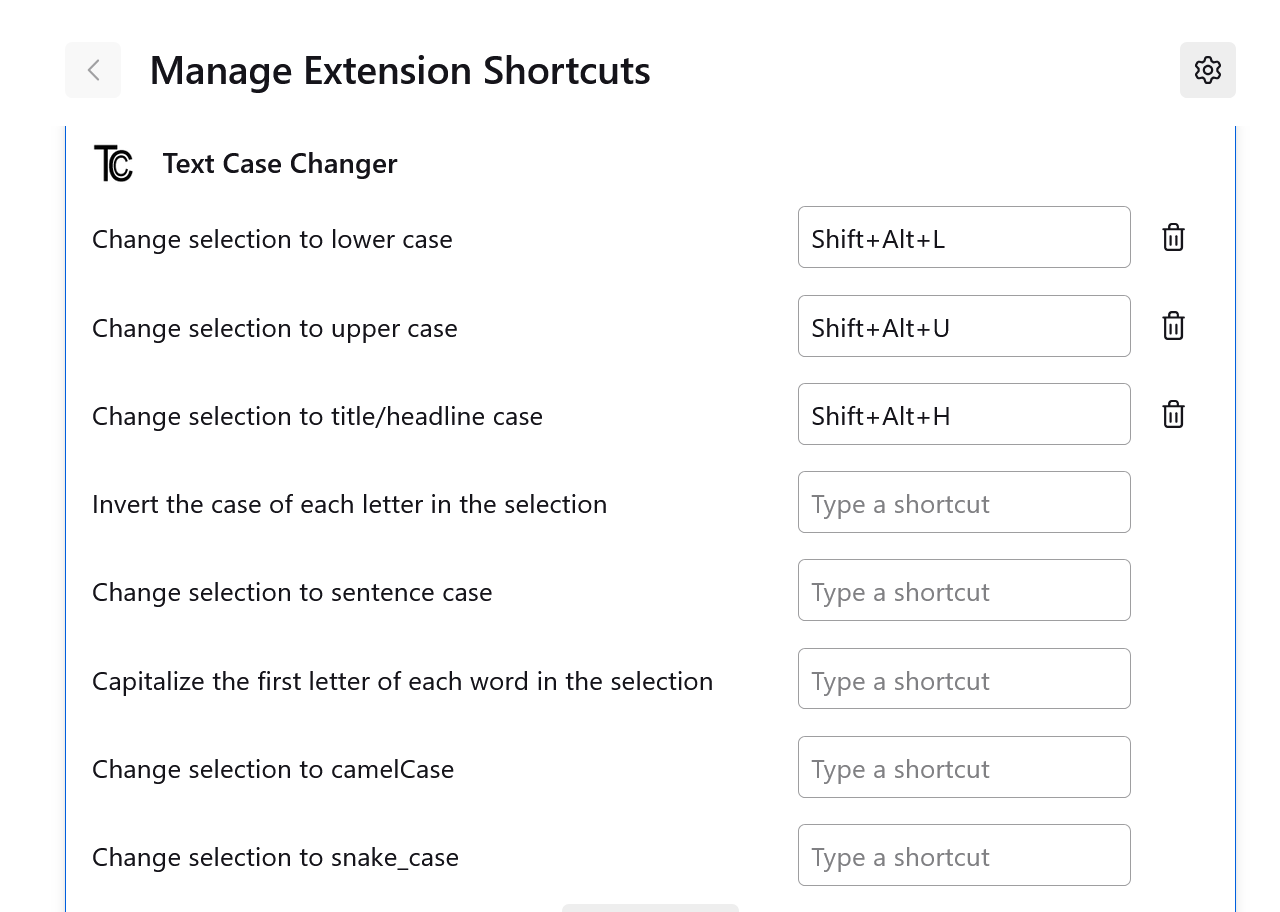 Manage Extension Shortcuts
TC Text Case Changer
Change selection to lower case Shift+Alt+L
Change selection to upper case Shift+Alt+U
Change selection to title/headline case Shift+Alt+H
Invert the case of each letter in the selection Type a shortcut
Change selection to sentence case Type a shortcut
Capitalize the first letter of each word in the selection Type a shortcut
Change selection to camelCase Type a shortcut
Change selection to snake_case Type a shortcut